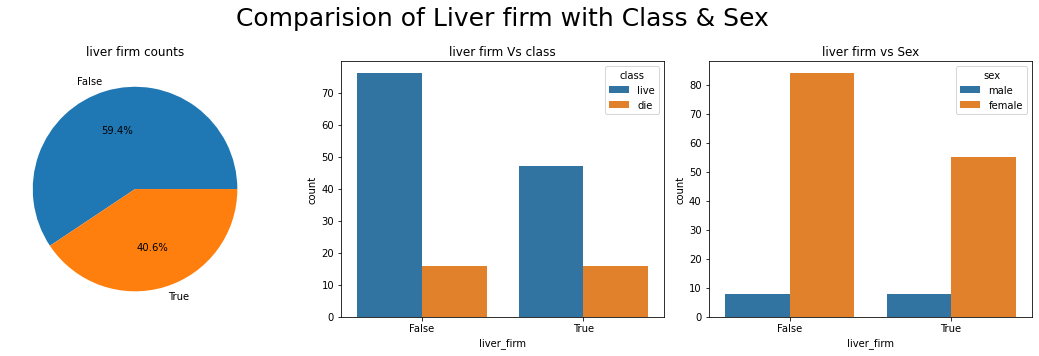 Comparision of Liver firm with Class & Sex
liver firm counts
False
59.4%
40.6%
True
liver firm Vs class
count
70
60
50
40
30
20
10
0
class
live
die
False
True
liver_firm
liver firm vs Sex
count
80
70
60
50
40
30
20
10
0
sex
male
female
False
True
liver_firm